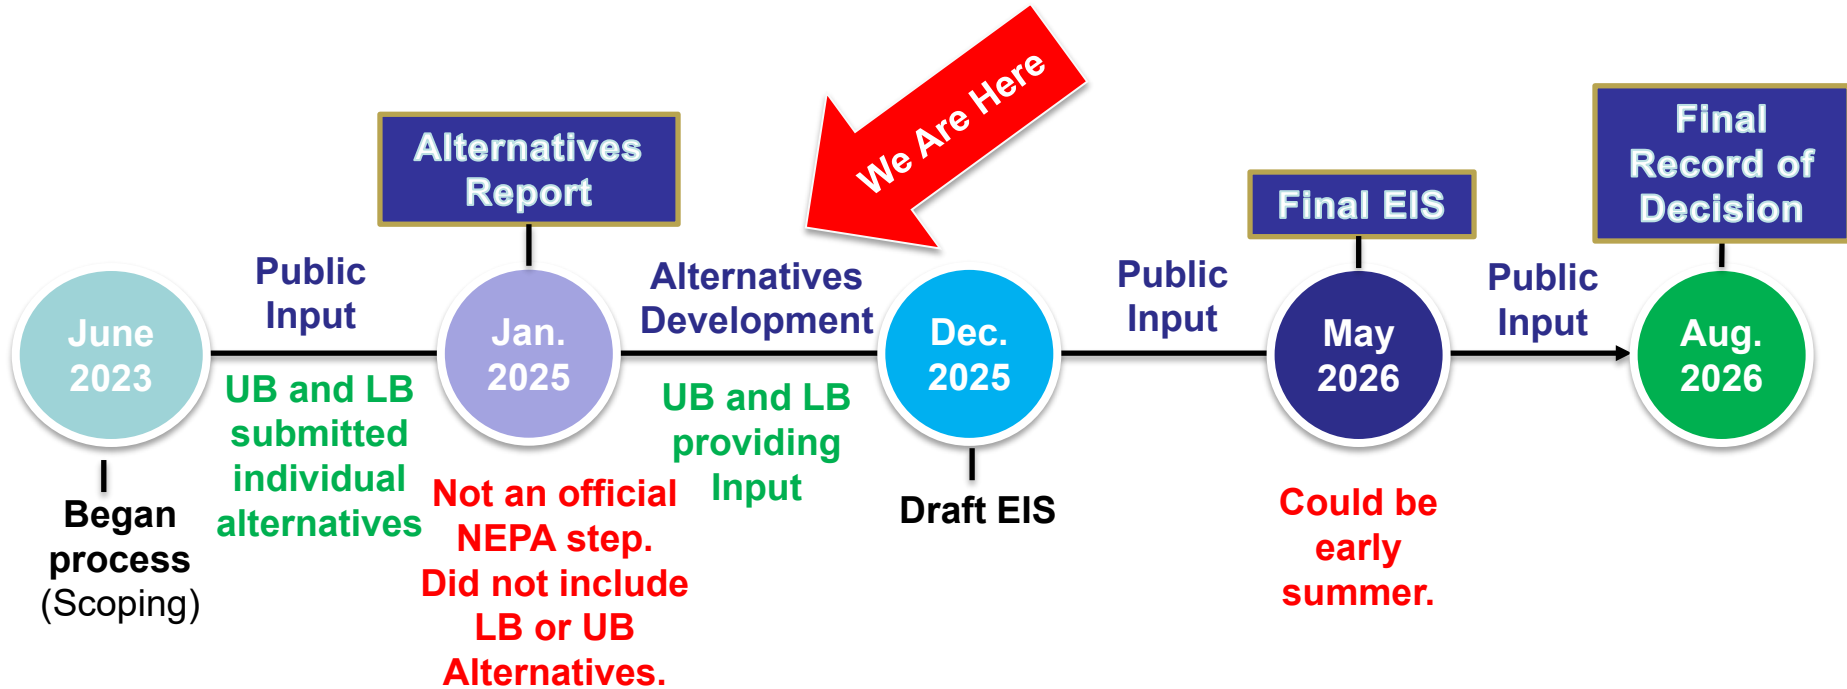 We Are Here
Alternatives
Report
Final
Record of
Decision
Final EIS
Public
Input
Alternatives
Development
Public
Input
Public
Input
June
2023
Jan.
2025
Dec.
2025
May
2026
Aug.
2026
UB and LB
submitted
individual
alternatives
UB and LB
providing
Input
Began
process
(Scoping)
Not an official
NEPA step.
Did not include
LB or UB
Alternatives.
Draft EIS
Could be
early
summer.